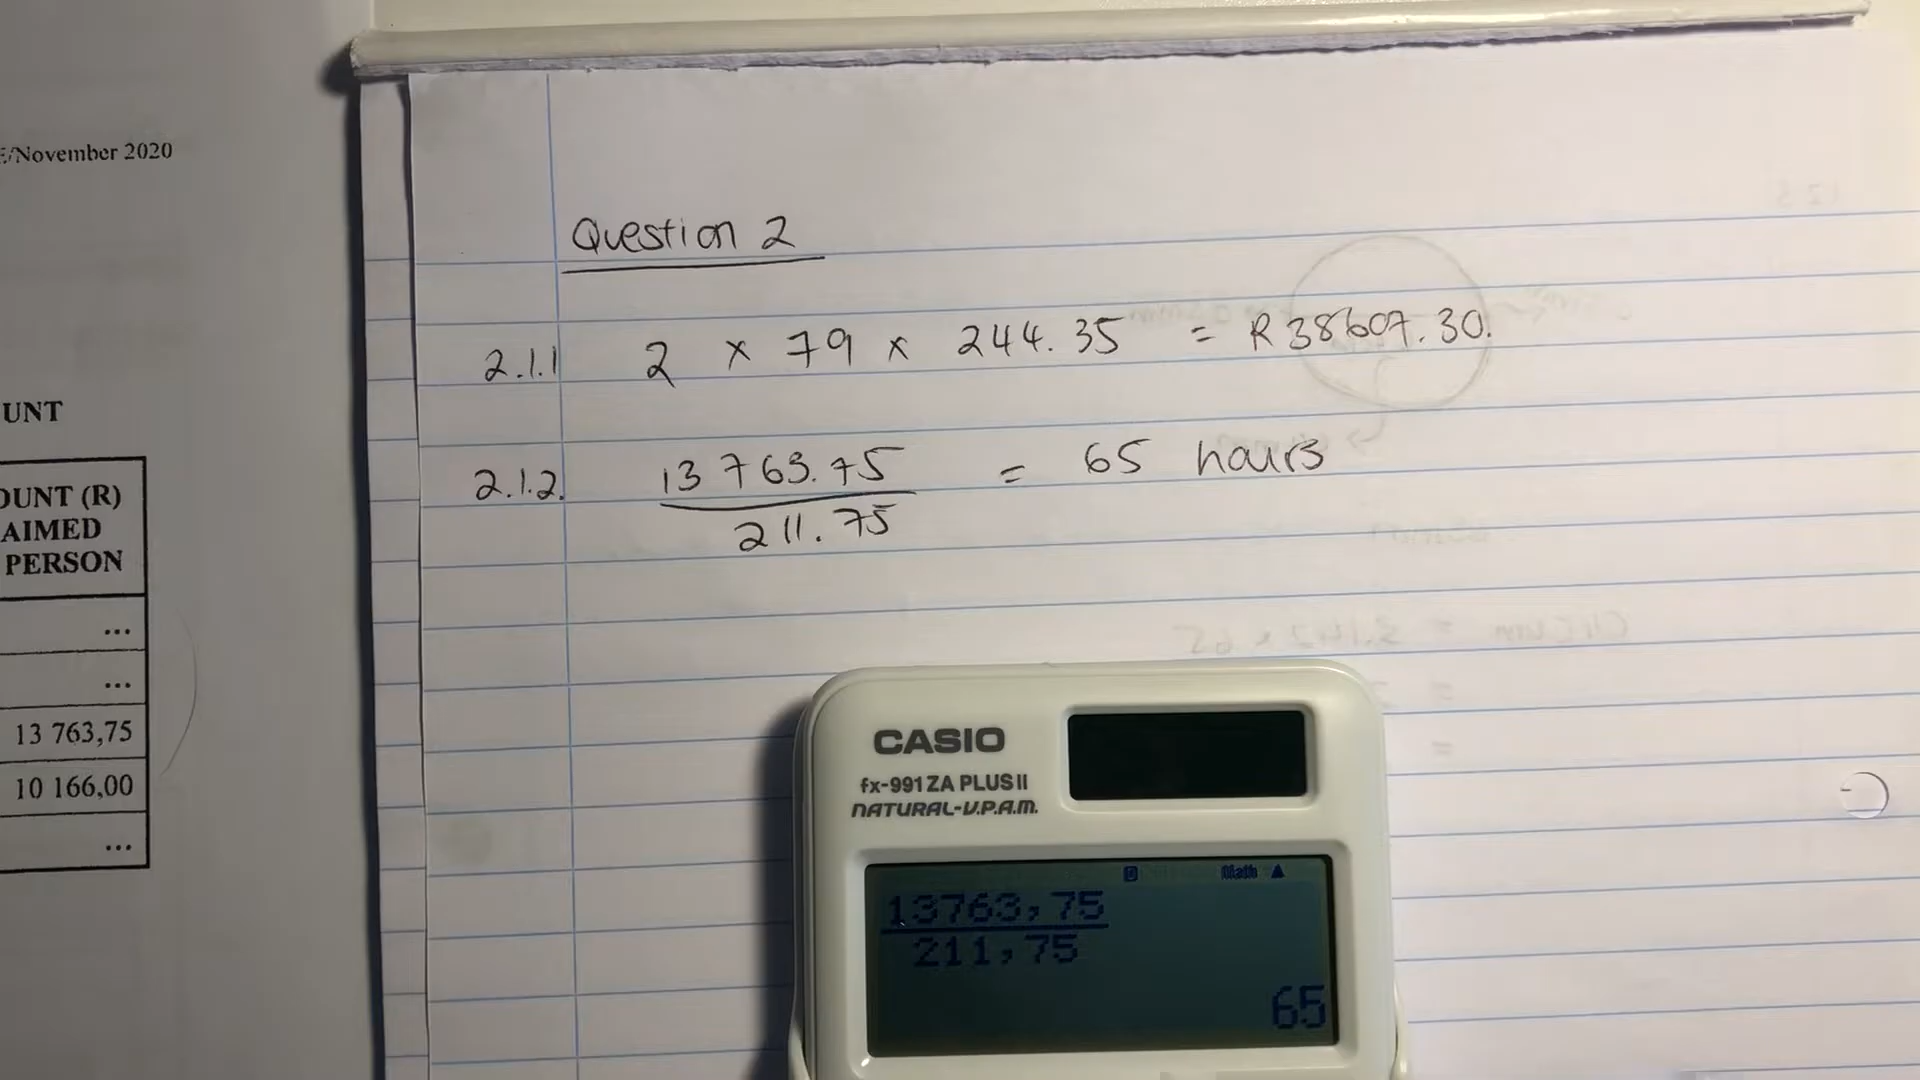 E/November 2020
UNT
OUNT (R)
AIMED
PERSON
...
...
13 763,75
10 166,00
...
Question 2
2.1.1 2 × 79 × 244.35 = R38607.30.
2.1.2. 13 763.75 = 65 hours
211.75
CASIO
fx-991ZA PLUS II
NATURAL-V.P.A.M.
D Math ▲
13763,75
211,75
65